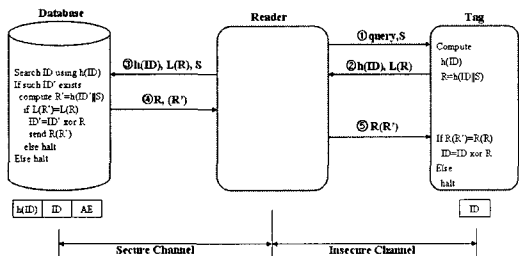 Database
Reader
Tag
①query,S
③h(ID), L(R), S
②h(ID), L(R)
④R, (R')
⑤R(R')
Search ID using h(ID)
If such ID' exists
compute R'=h(ID'||S)
if L(R')=L(R)
ID'=ID' xor R
send R(R')
else halt
Else halt
Compute
h(ID)
R=h(ID||S)
If R(R')=R(R)
ID=ID xor R
Else
halt
h(ID) ID AE
ID
Secure Channel
Insecure Channel